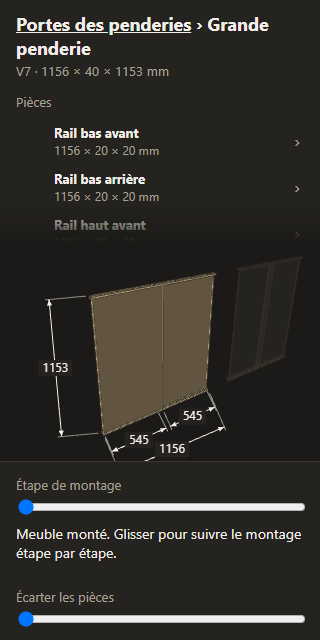 Portes des penderies › Grande
penderie
V7 · 1156 × 40 × 1153 mm
Pièces
Rail bas avant
1156 × 20 × 20 mm
›
Rail bas arrière
1156 × 20 × 20 mm
›
Rail haut avant
›
1153
545
545
1156
Étape de montage
Meuble monté. Glisser pour suivre le montage
étape par étape.
Écarter les pièces